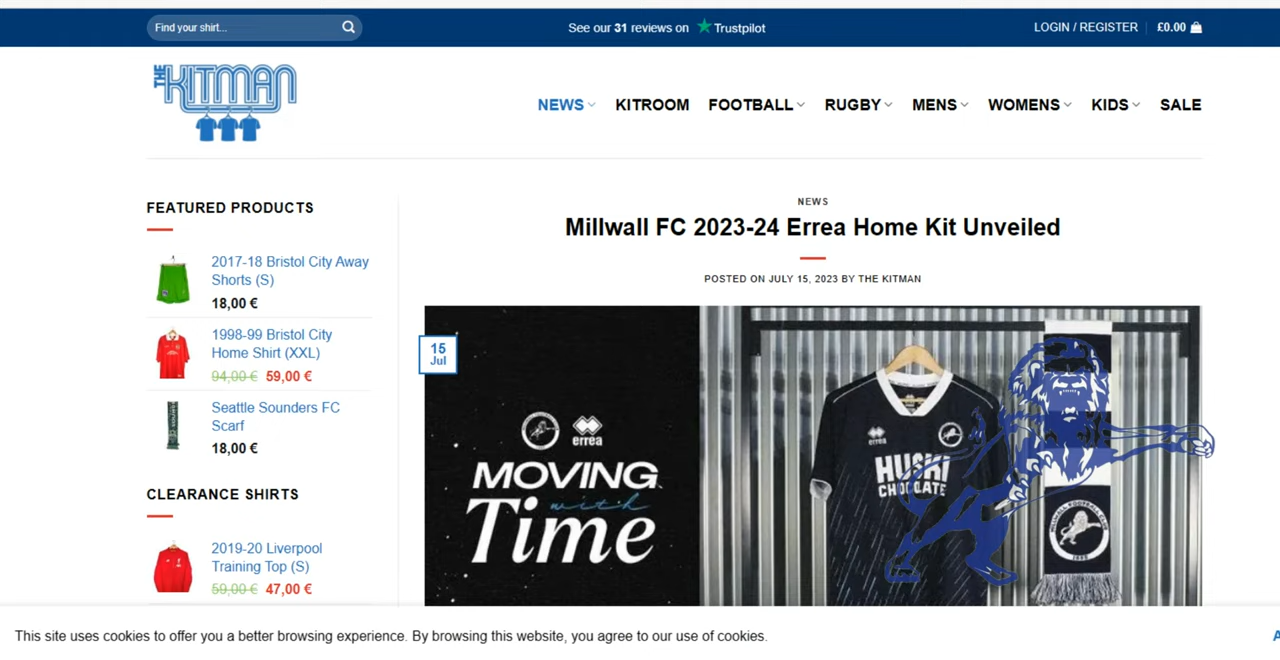 Find your shirt...
See our 31 reviews on Trustpilot
LOGIN / REGISTER
£0.00
THE KITMAN
NEWS
KITROOM
FOOTBALL
RUGBY
MENS
WOMENS
KIDS
SALE
FEATURED PRODUCTS
2017-18 Bristol City Away
Shorts (S)
18,00 €
1998-99 Bristol City
Home Shirt (XXL)
94,00 € 59,00 €
Seattle Sounders FC
Scarf
18,00 €
CLEARANCE SHIRTS
2019-20 Liverpool
Training Top (S)
59,00 € 47,00 €
NEWS
Millwall FC 2023-24 Errea Home Kit Unveiled
POSTED ON JULY 15, 2023 BY THE KITMAN
15
Jul
errea
MOVING
with
Time
errea
HUSKI
CHOCOLATE
MILLWALL FOOTBALL CLUB
1885
This site uses cookies to offer you a better browsing experience. By browsing this website, you agree to our use of cookies.